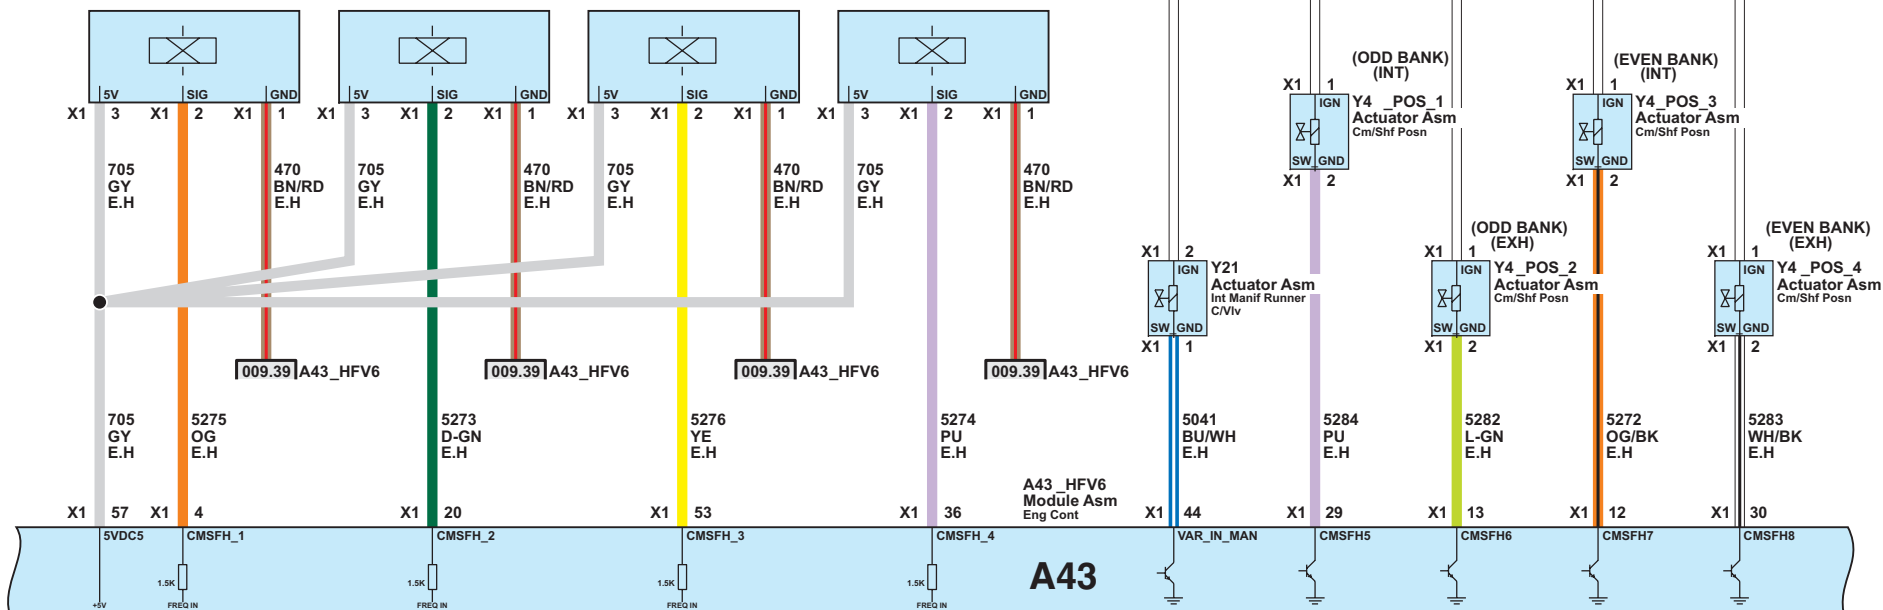 5V SIG GND
X1 3 X1 2 X1 1
705 GY E.H
470 BN/RD E.H
5V SIG GND
X1 3 X1 2 X1 1
705 GY E.H
470 BN/RD E.H
5V SIG GND
X1 3 X1 2 X1 1
705 GY E.H
470 BN/RD E.H
5V SIG GND
X1 3 X1 2 X1 1
705 GY E.H
470 BN/RD E.H
009.39 A43_HFV6
009.39 A43_HFV6
009.39 A43_HFV6
009.39 A43_HFV6
(ODD BANK)
(INT)
X1 1
IGN
Y4 _POS_1
Actuator Asm
Cm/Shf Posn
SW GND
X1 2
(EVEN BANK)
(INT)
X1 1
IGN
Y4_POS_3
Actuator Asm
Cm/Shf Posn
SW GND
X1 2
X1 2
IGN
Y21
Actuator Asm
Int Manif Runner
C/Vlv
SW GND
X1 1
(ODD BANK)
(EXH)
X1 1
IGN
Y4 _POS_2
Actuator Asm
Cm/Shf Posn
SW GND
X1 2
(EVEN BANK)
(EXH)
X1 1
IGN
Y4 _POS_4
Actuator Asm
Cm/Shf Posn
SW GND
X1 2
705
GY
E.H
5275
OG
E.H
5273
D-GN
E.H
5276
YE
E.H
5274
PU
E.H
5041
BU/WH
E.H
5284
PU
E.H
5282
L-GN
E.H
5272
OG/BK
E.H
5283
WH/BK
E.H
A43 _HFV6
Module Asm
Eng Cont
X1 57 X1 4 X1 20 X1 53 X1 36 X1 44 X1 29 X1 13 X1 12 X1 30
5VDC5 CMSFH_1 CMSFH_2 CMSFH_3 CMSFH_4 VAR_IN_MAN CMSFH5 CMSFH6 CMSFH7 CMSFH8
1.5K 1.5K 1.5K 1.5K
A43
+5V FREQ IN FREQ IN FREQ IN FREQ IN